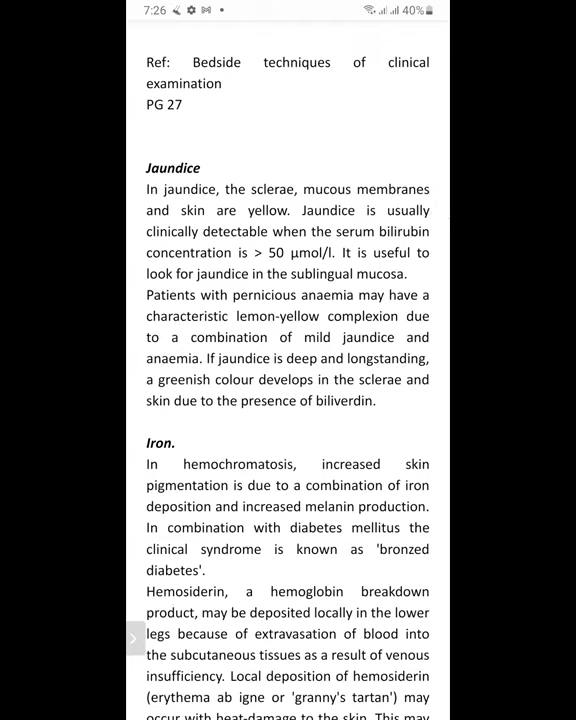 7:26
40%
Ref: Bedside techniques of clinical
examination
PG 27
Jaundice
In jaundice, the sclerae, mucous membranes
and skin are yellow. Jaundice is usually
clinically detectable when the serum bilirubin
concentration is > 50 μmol/l. It is useful to
look for jaundice in the sublingual mucosa.
Patients with pernicious anaemia may have a
characteristic lemon-yellow complexion due
to a combination of mild jaundice and
anaemia. If jaundice is deep and longstanding,
a greenish colour develops in the sclerae and
skin due to the presence of biliverdin.
Iron.
In hemochromatosis, increased skin
pigmentation is due to a combination of iron
deposition and increased melanin production.
In combination with diabetes mellitus the
clinical syndrome is known as 'bronzed
diabetes'.
Hemosiderin, a hemoglobin breakdown
product, may be deposited locally in the lower
legs because of extravasation of blood into
the subcutaneous tissues as a result of venous
insufficiency. Local deposition of hemosiderin
(erythema ab igne or 'granny's tartan') may
occur with heat-damage to the skin. This may